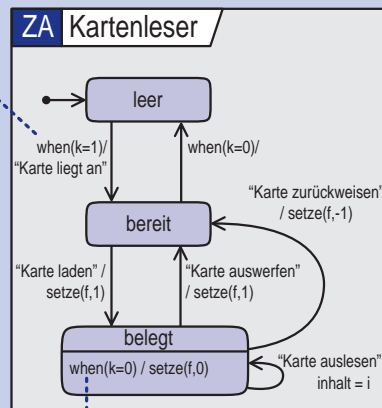 ZA Kartenleser
leer
when(k=1)/
“Karte liegt an”
when(k=0)/
“Karte zurückweisen”
/ setze(f,-1)
bereit
“Karte laden” /
setze(f,1)
“Karte auswerfen”
/ setze(f,1)
belegt
when(k=0) / setze(f,0)
“Karte auslesen”
inhalt = i